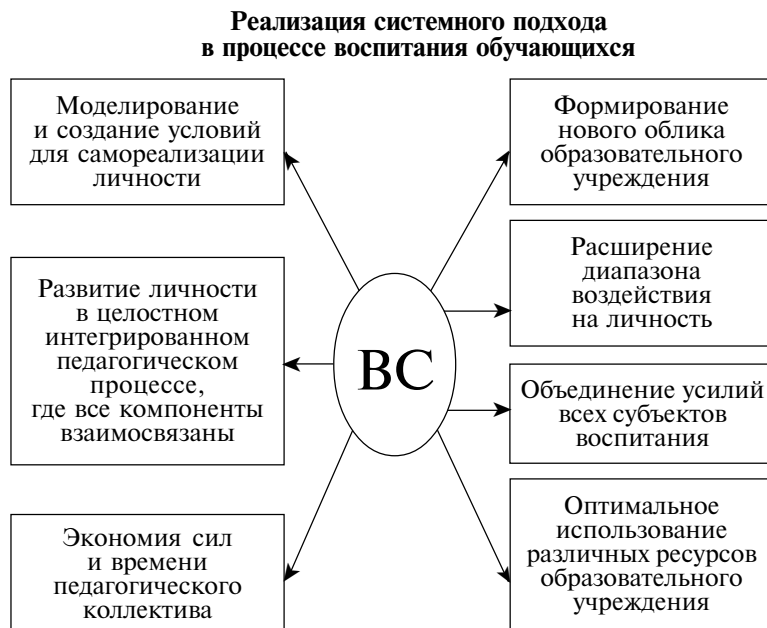 Реализация системного подхода
в процессе воспитания обучающихся
Моделирование
и создание условий
для самореализации
личности
Развитие личности
в целостном
интегрированном
педагогическом
процессе,
где все компоненты
взаимосвязаны
Экономия сил
и времени
педагогического
коллектива
ВС
Формирование
нового облика
образовательного
учреждения
Расширение
диапазона
воздействия
на личность
Объединение усилий
всех субъектов
воспитания
Оптимальное
использование
различных ресурсов
образовательного
учреждения